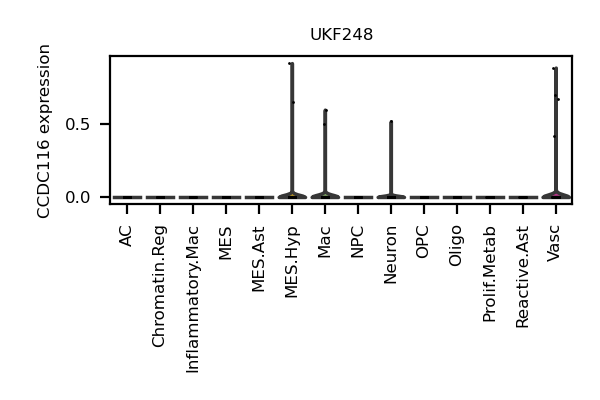 UKF248
CCDC116 expression
0.5
0.0
AC
Chromatin.Reg
Inflammatory.Mac
MES
MES.Ast
MES.Hyp
Mac
NPC
Neuron
OPC
Oligo
Prolif.Metab
Reactive.Ast
Vasc